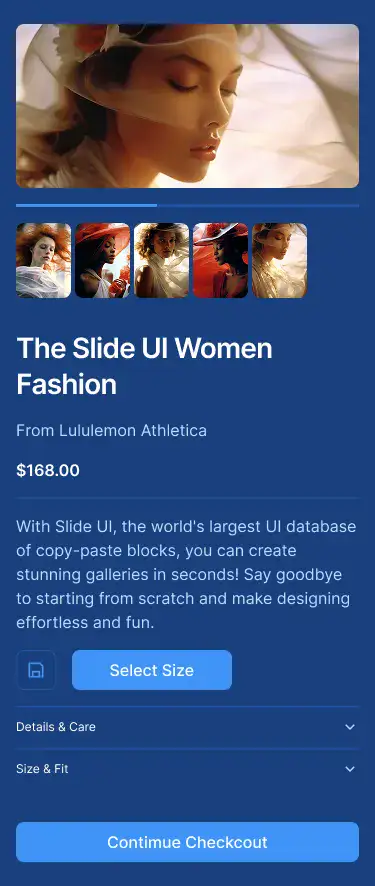 The Slide UI Women
Fashion
From Lululemon Athletica
$168.00
With Slide UI, the world's largest UI database
of copy-paste blocks, you can create
stunning galleries in seconds! Say goodbye
to starting from scratch and make designing
effortless and fun.
Select Size
Details & Care
Size & Fit
Contimue Checkcout